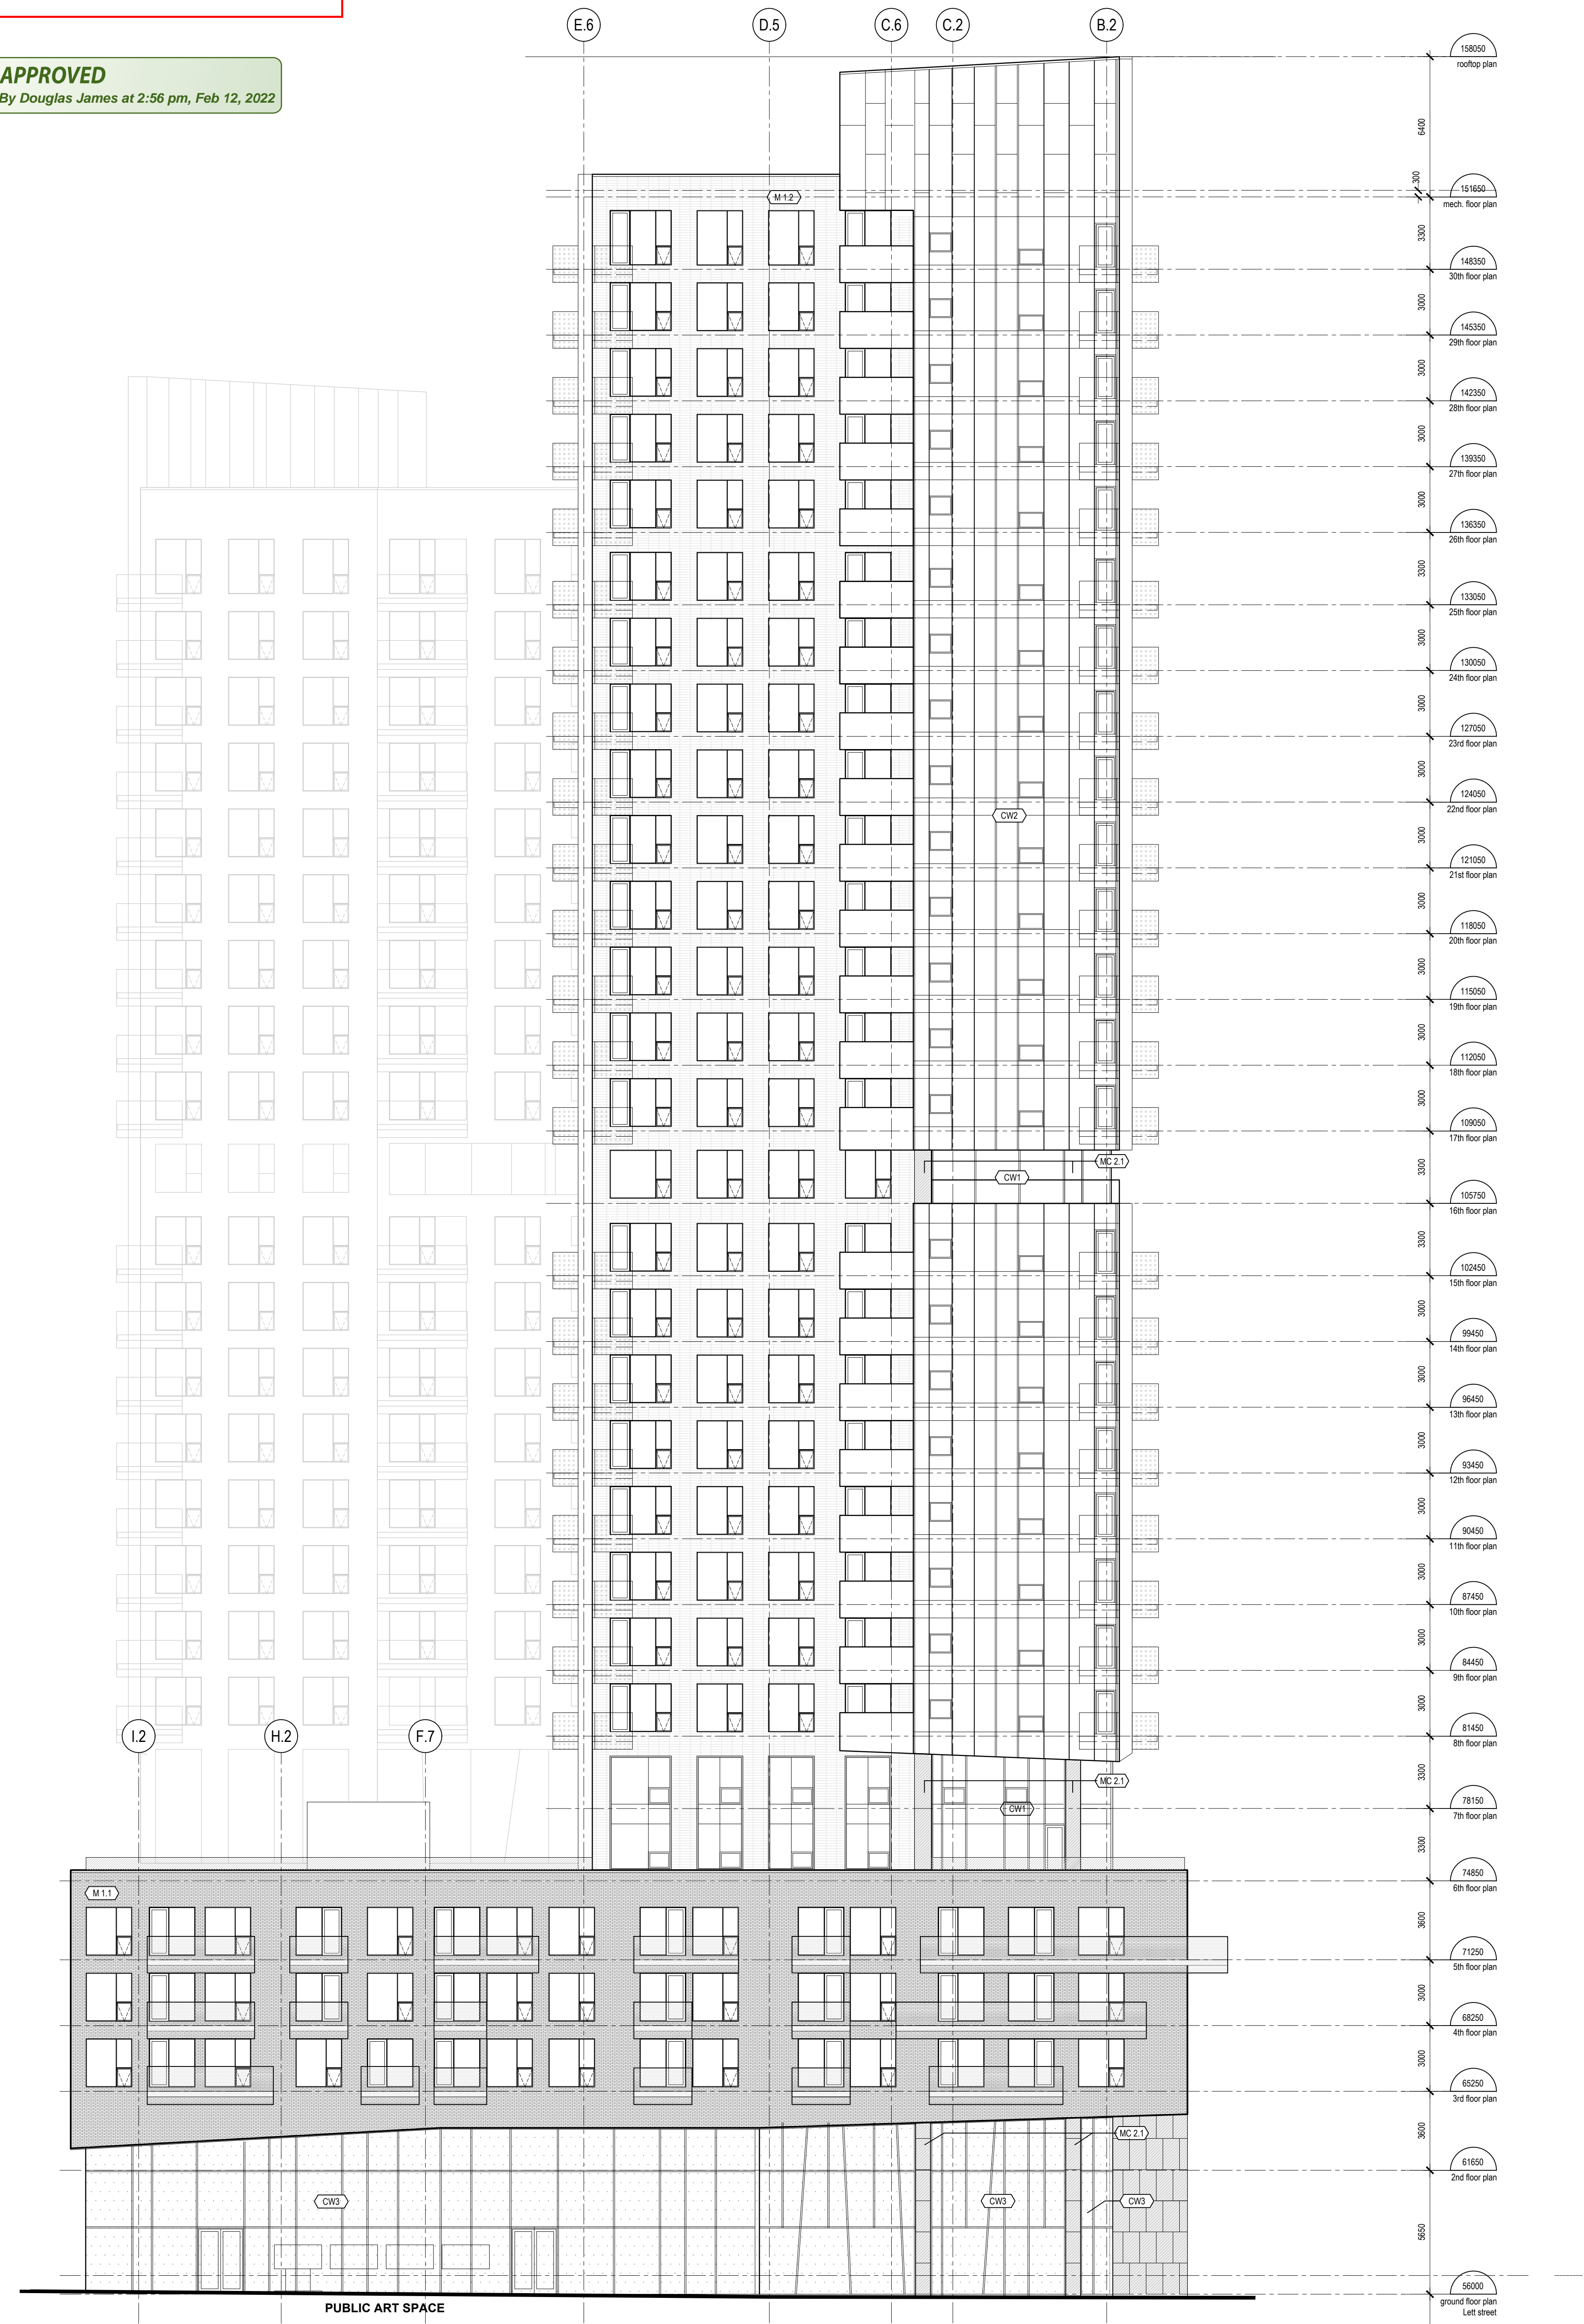 E.6
D.5
C.6
C.2
B.2
APPROVED
By Douglas James at 2:56 pm, Feb 12, 2022
158050
rooftop plan
6400
300
151650
mech. floor plan
M 1.2
3300
148350
30th floor plan
3000
145350
29th floor plan
3000
142350
28th floor plan
3000
139350
27th floor plan
3000
136350
26th floor plan
3300
133050
25th floor plan
3000
130050
24th floor plan
3000
127050
23rd floor plan
3000
124050
22nd floor plan
CW2
3000
121050
21st floor plan
3000
118050
20th floor plan
3000
115050
19th floor plan
3000
112050
18th floor plan
3000
109050
17th floor plan
MC 2.1
3300
CW1
105750
16th floor plan
3300
102450
15th floor plan
3000
99450
14th floor plan
3000
96450
13th floor plan
3000
93450
12th floor plan
3000
90450
11th floor plan
3000
87450
10th floor plan
3000
84450
9th floor plan
3000
I.2
H.2
F.7
81450
8th floor plan
3300
MC 2.1
CW1
78150
7th floor plan
3300
74850
6th floor plan
M 1.1
3600
71250
5th floor plan
3000
68250
4th floor plan
3000
65250
3rd floor plan
3600
MC 2.1
61650
2nd floor plan
CW3
CW3
CW3
5650
56000
ground floor plan
Lett street
PUBLIC ART SPACE